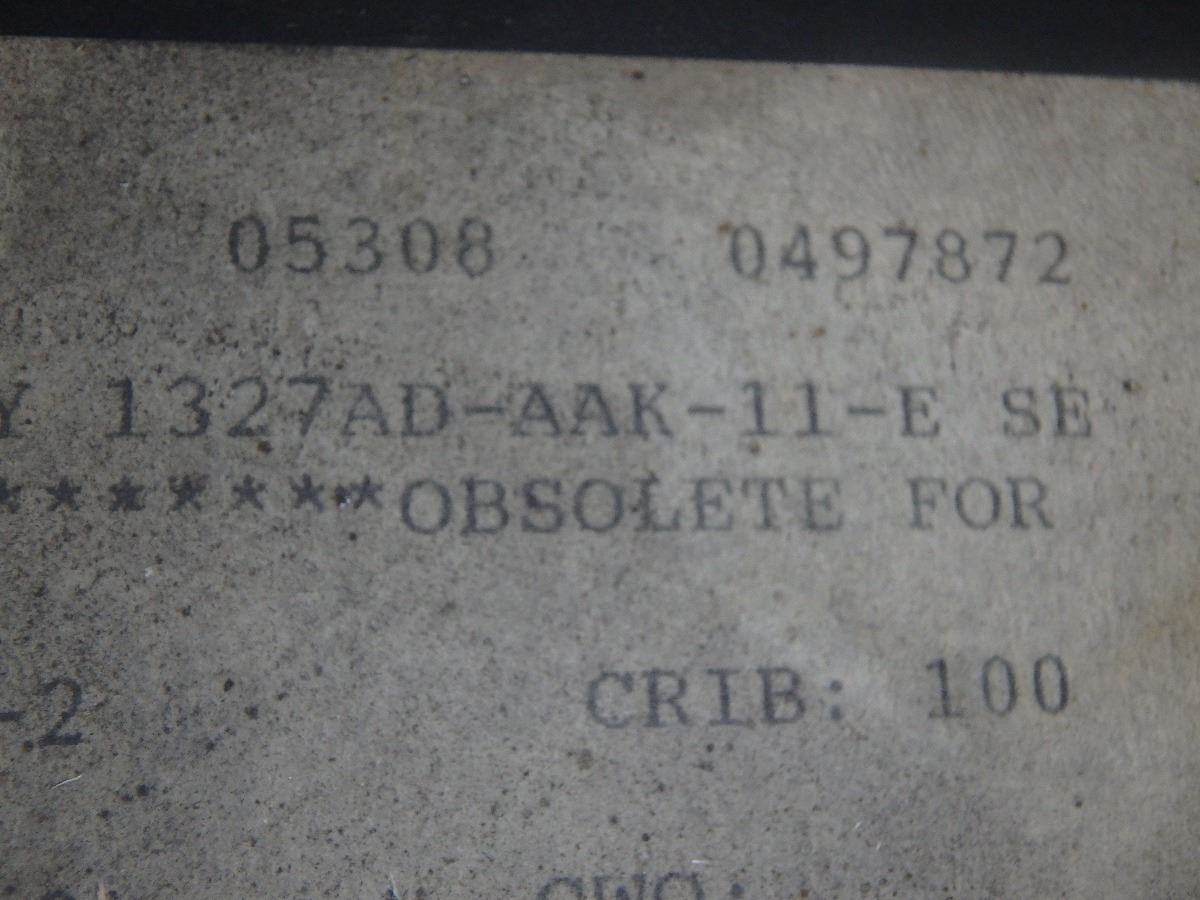 05308 0497872
Y 1327AD-AAK-11-E SE
*******OBSOLETE FOR
-2 CRIB: 100